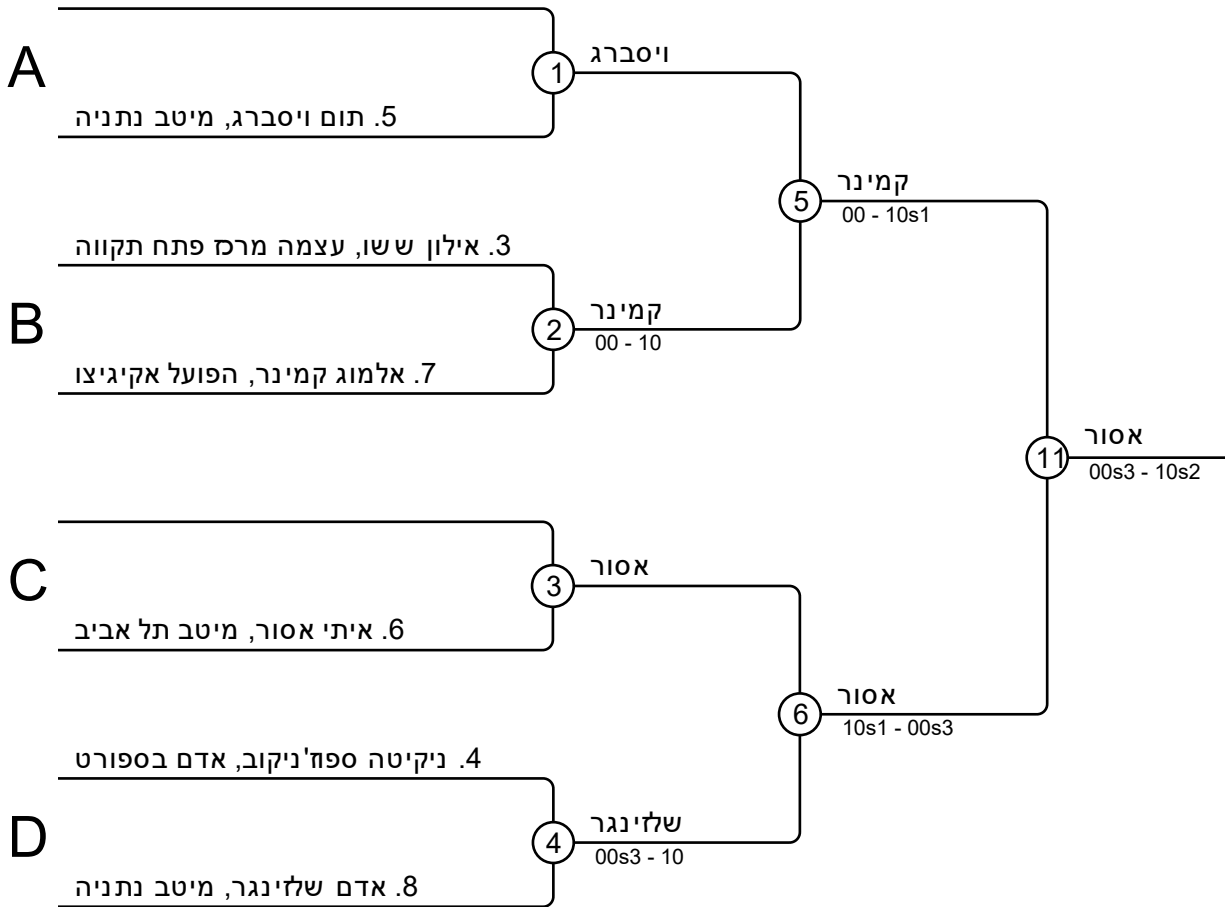 A
5. תום ויסברג, מיטב נתניה
1
ויסברג
3. אילון ששו, עצמה מרכז פתח תקווה
B
7. אלמוג קמינר, הפועל אקיגיצו
2
קמינר
00 - 10
5
קמינר
00 - 10s1
C
6. איתי אסור, מיטב תל אביב
3
אסור
4. ניקיטה ספוז'ניקוב, אדם בספורט
D
8. אדם שלזינגר, מיטב נתניה
4
שלזינגר
00s3 - 10
6
אסור
10s1 - 00s3
11
אסור
00s3 - 10s2